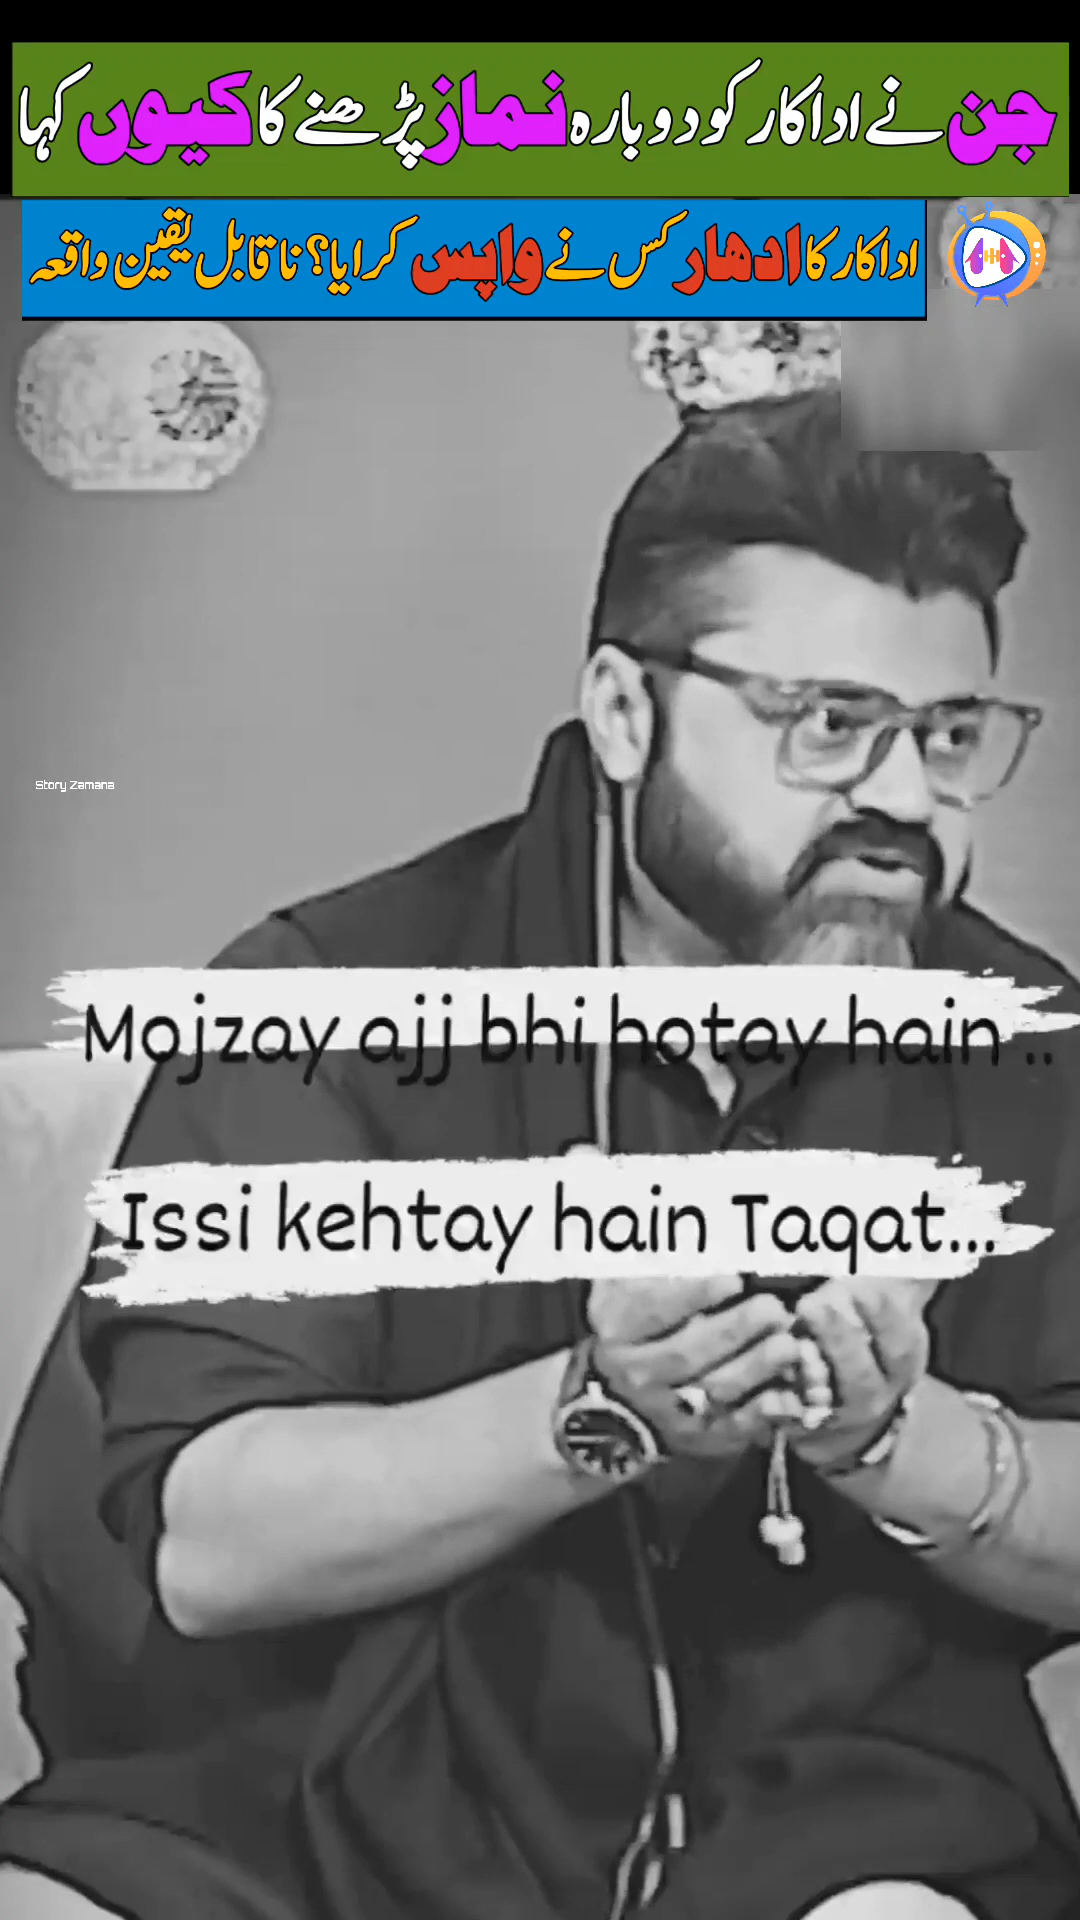 جن نے اداکار کو دوبارہ نماز پڑھنے کا کیوں کہا
اداکار کا ادھار کس نے واپس کرایا؟ ناقابل یقین واقعہ
Story Zamana
Mojzay ajj bhi hotay hain ..
Issi kehtay hain Taqat...